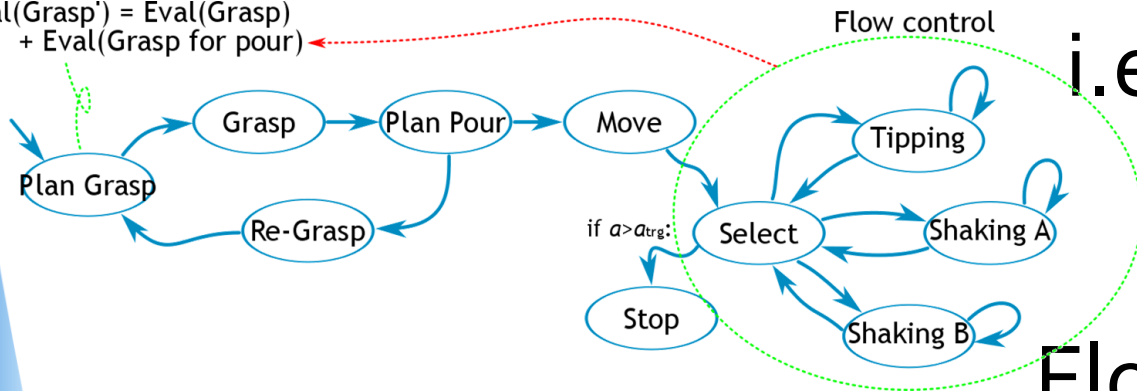 al(Grasp') = Eval(Grasp)
+ Eval(Grasp for pour)
Flow control
i.e
Grasp
Plan Pour
Move
Tipping
Plan Grasp
Re-Grasp
if a>atrg:
Select
Shaking A
Stop
Shaking B
Flo